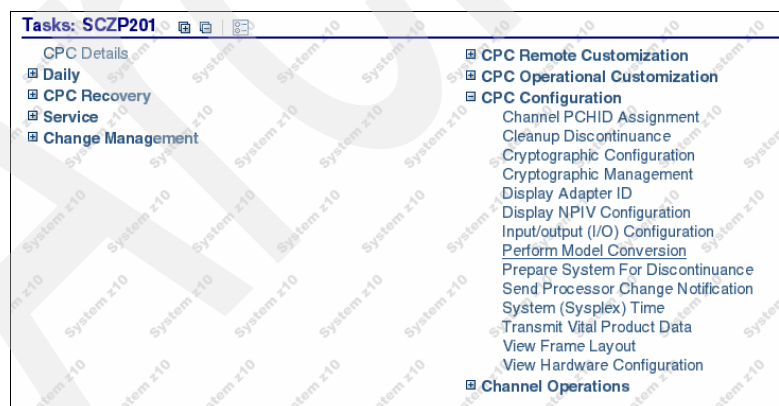 Tasks: SCZP201
CPC Details
Daily
CPC Recovery
Service
Change Management
CPC Remote Customization
CPC Operational Customization
CPC Configuration
Channel PCHID Assignment
Cleanup Discontinuance
Cryptographic Configuration
Cryptographic Management
Display Adapter ID
Display NPIV Configuration
Input/output (I/O) Configuration
Perform Model Conversion
Prepare System For Discontinuance
Send Processor Change Notification
System (Sysplex) Time
Transmit Vital Product Data
View Frame Layout
View Hardware Configuration
Channel Operations
System z10